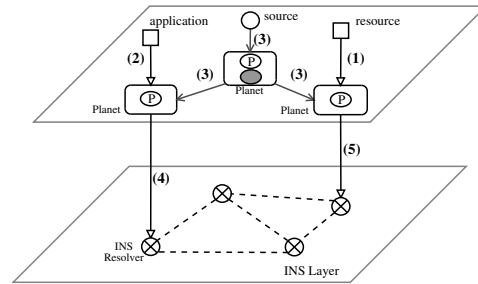 application
source
resource
(3)
(2)
P
(1)
(3)
(3)
Planet
P
P
Planet
Planet
(5)
(4)
INS
Resolver
INS Layer